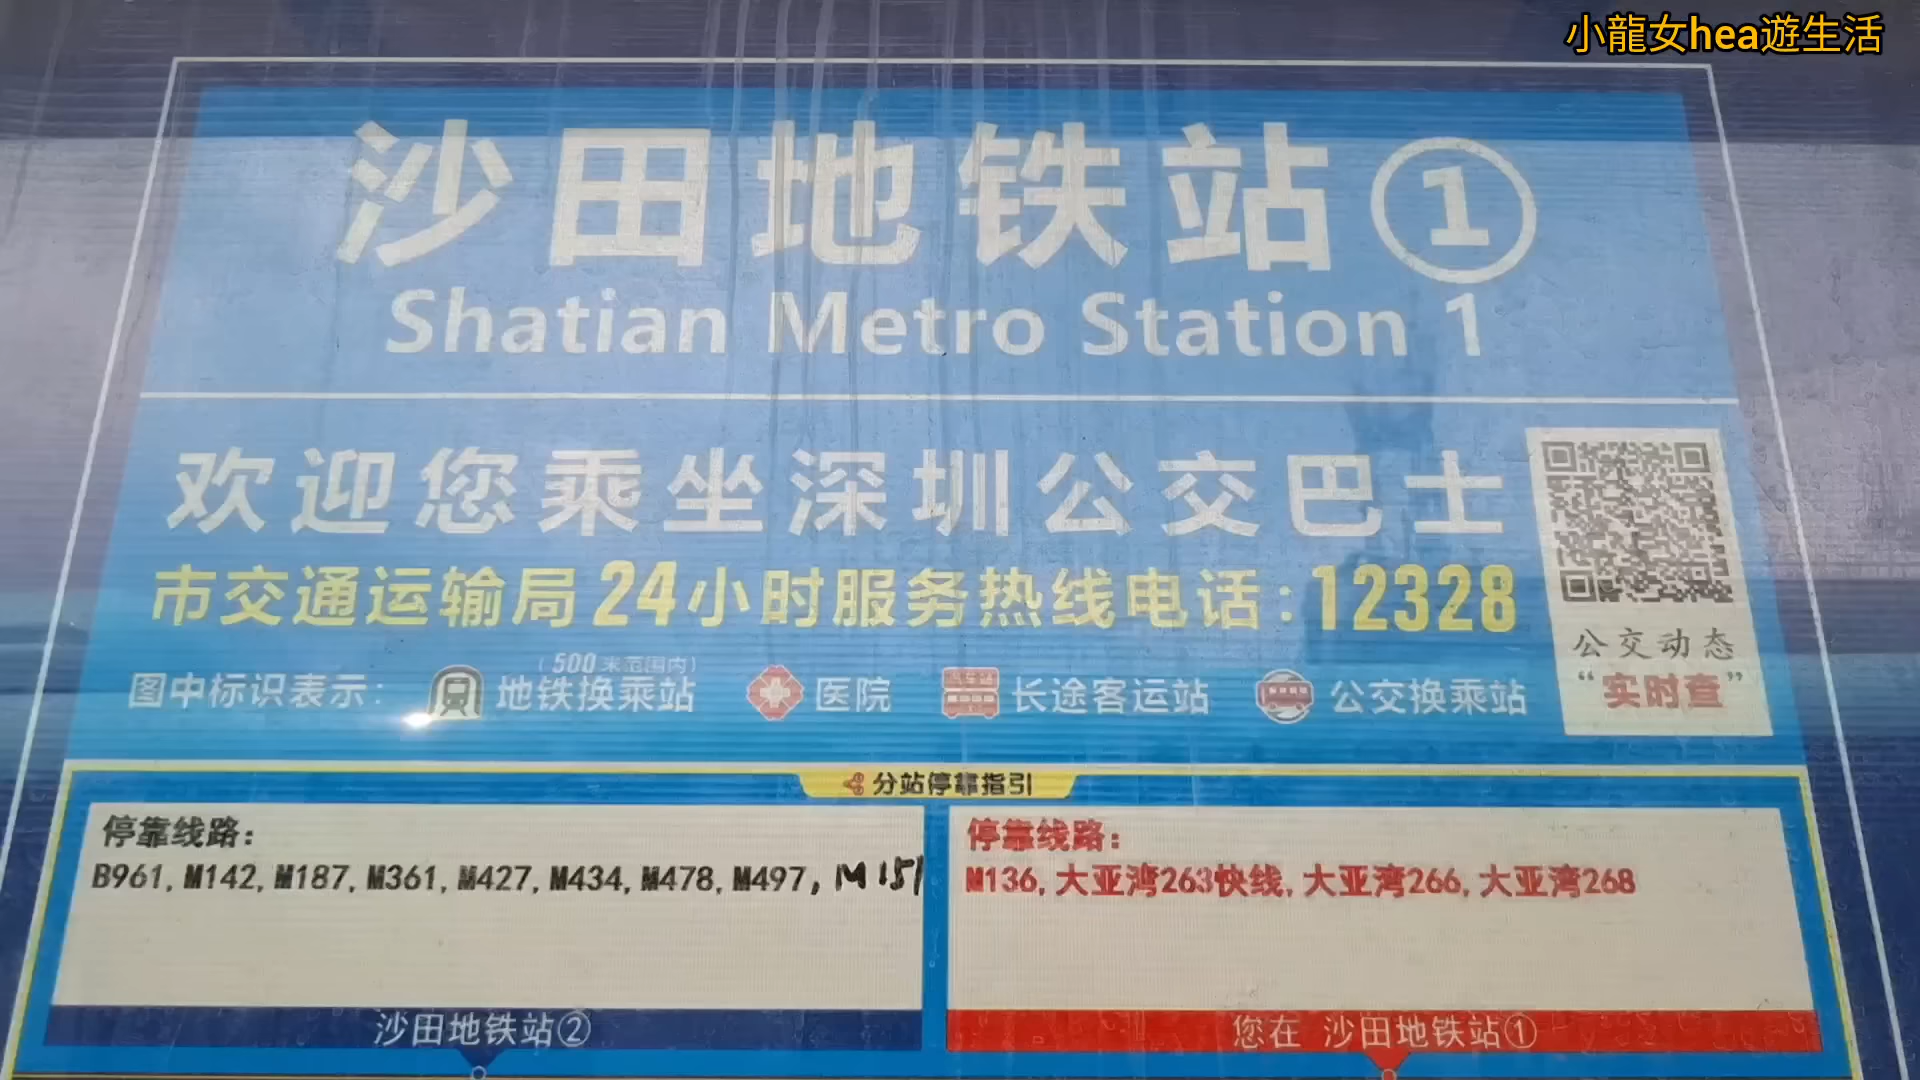 小龍女hea遊生活
沙田地铁站①
Shatian Metro Station 1
欢迎您乘坐深圳公交巴士
市交通运输局24小时服务热线电话:12328
(500米范围内)
图中标识表示: 地铁换乘站 医院 汽车站 长途客运站 公交换乘站
公交动态
“实时查”
分站停靠指引
停靠线路:
B961,M142,M187,M361,M427,M434,M478,M497,M151
沙田地铁站②
停靠线路:
M136,大亚湾263快线,大亚湾266,大亚湾268
您在 沙田地铁站①